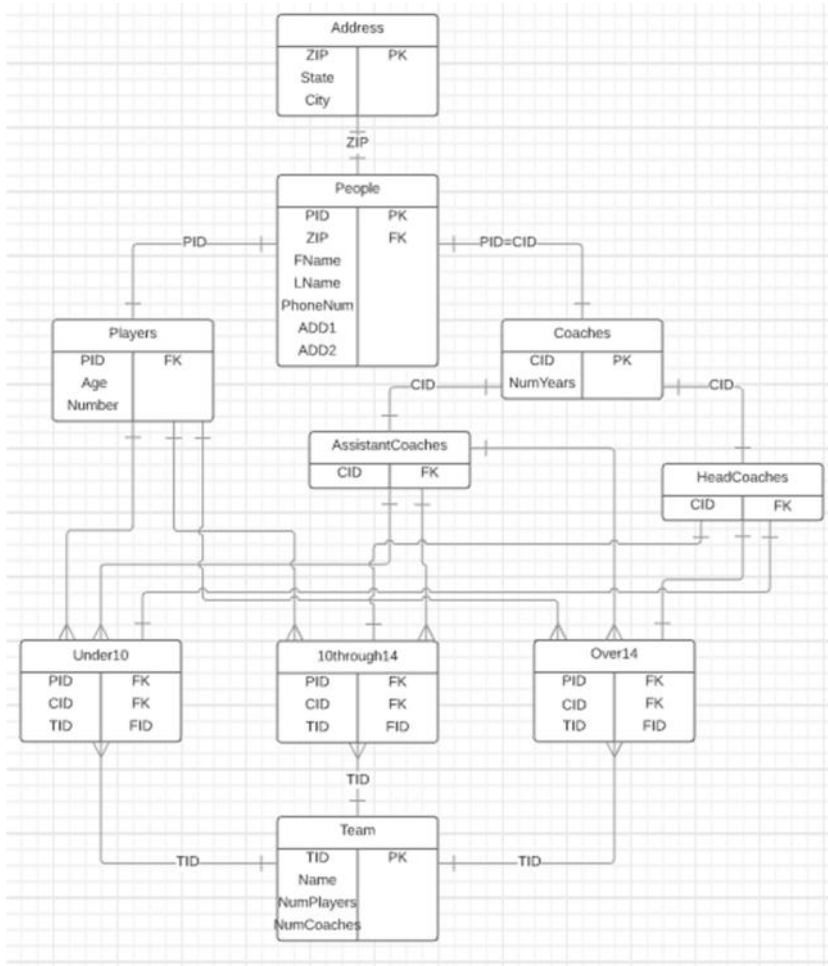 Address
ZIP PK
State
City
ZIP
People
PID PK
ZIP FK
FName
LName
PhoneNum
ADD1
ADD2
PID
PID=CID
Players
PID FK
Age
Number
Coaches
CID PK
NumYears
CID
CID
AssistantCoaches
CID FK
HeadCoaches
CID FK
Under10
PID FK
CID FK
TID FID
10through14
PID FK
CID FK
TID FID
Over14
PID FK
CID FK
TID FID
TID
Team
TID PK
Name
NumPlayers
NumCoaches
TID
TID